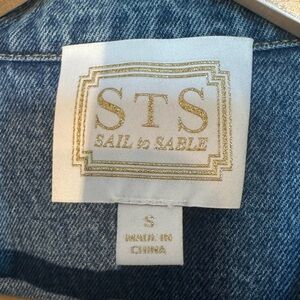 STS
SAIL to SABLE
S
MADE IN
CHINA